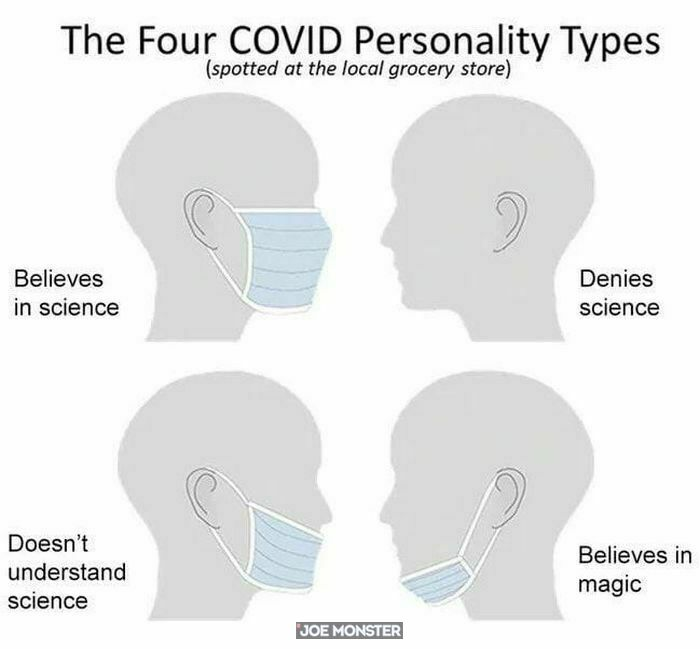 The Four COVID Personality Types
(spotted at the local grocery store)
Believes
in science
Denies
science
Doesn't
understand
science
Believes in
magic
JOE MONSTER